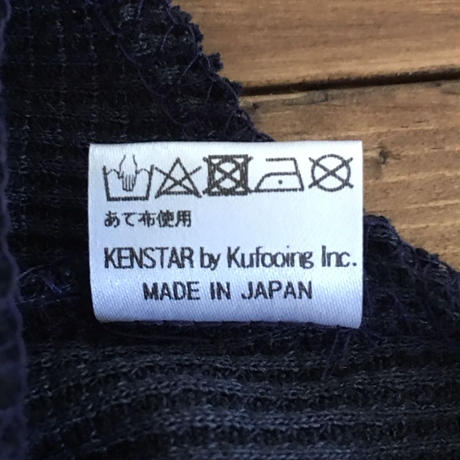 あて布使用
KENSTAR by Kufooing Inc.
MADE IN JAPAN